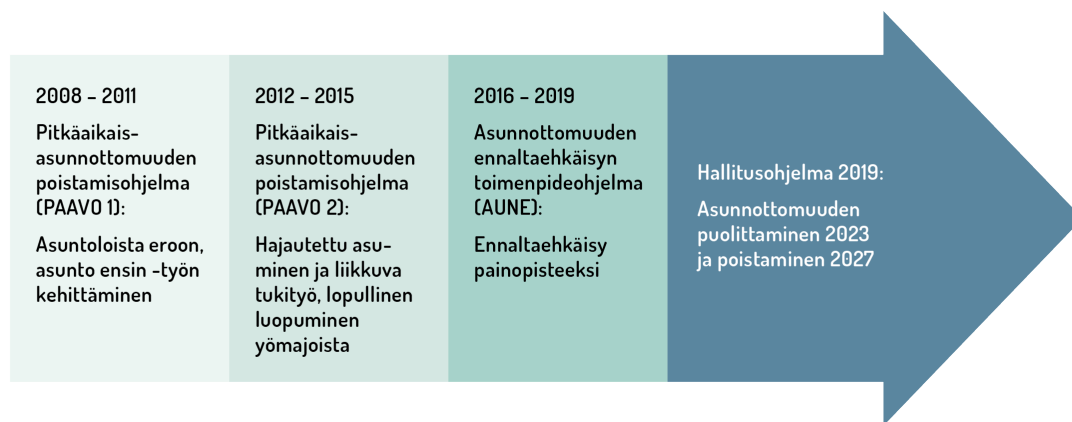 2008 – 2011
Pitkäaikais-
asunnottomuuden
poistamisohjelma
(PAAVO 1):
Asuntoloista eroon,
asunto ensin -työn
kehittäminen
2012 – 2015
Pitkäaikais-
asunnottomuuden
poistamisohjelma
(PAAVO 2):
Hajautettu asu-
minen ja liikkuva
tukityö, lopullinen
luopuminen
yömajoista
2016 – 2019
Asunnottomuuden
ennaltaehkäisyn
toimenpideohjelma
(AUNE):
Ennaltaehkäisy
painopisteeksi
Hallitusohjelma 2019:
Asunnottomuuden
puolittaminen 2023
ja poistaminen 2027